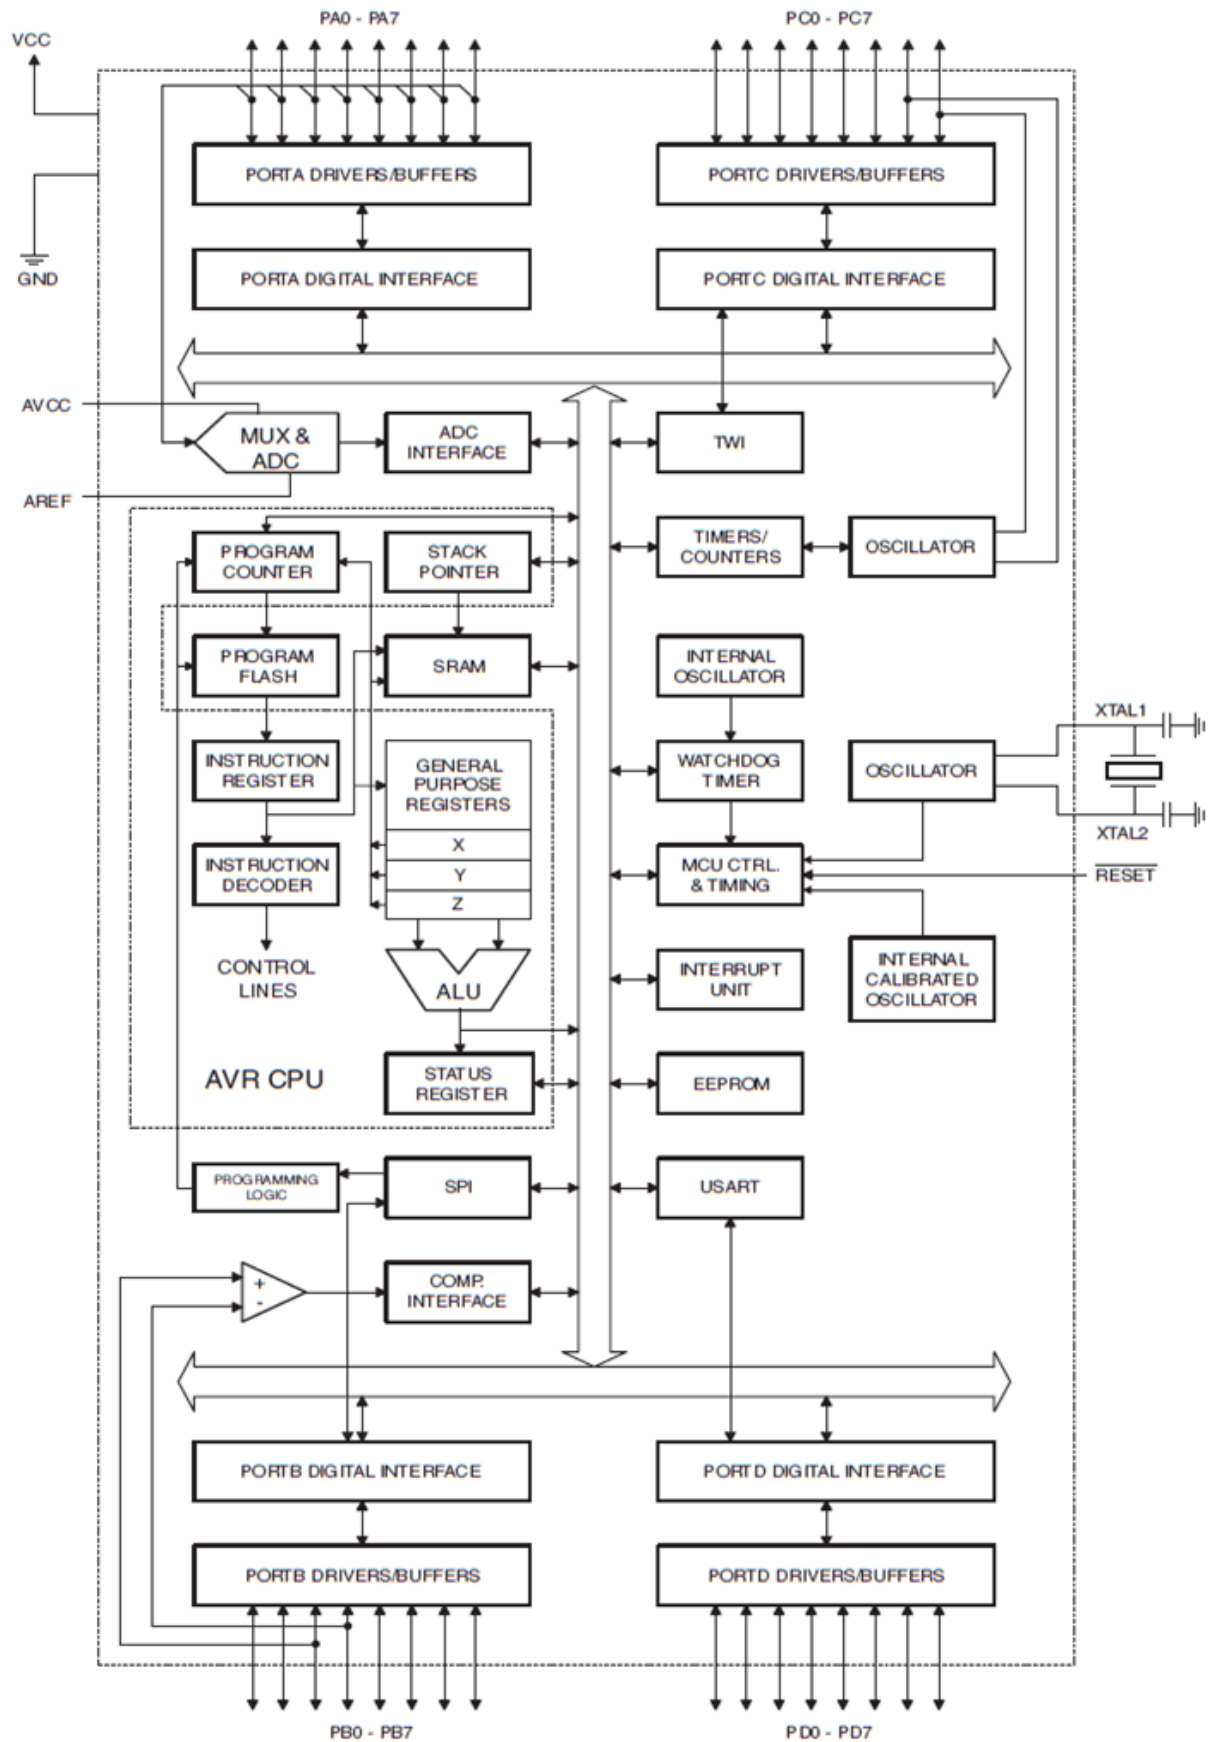 PA0 - PA7
PC0 - PC7
VCC
PORTA DRIVERS/BUFFERS
PORTC DRIVERS/BUFFERS
GND
PORTA DIGITAL INTERFACE
PORTC DIGITAL INTERFACE
AVCC
MUX &
ADC
ADC
INTERFACE
TWI
AREF
PROGRAM
COUNTER
STACK
POINTER
TIMERS/
COUNTERS
OSCILLATOR
PROGRAM
FLASH
SRAM
INTERNAL
OSCILLATOR
XTAL1
INSTRUCTION
REGISTER
GENERAL
PURPOSE
REGISTERS
WATCHDOG
TIMER
OSCILLATOR
XTAL2
X
Y
Z
INSTRUCTION
DECODER
MCU CTRL.
& TIMING
RESET
CONTROL
LINES
ALU
INTERRUPT
UNIT
INTERNAL
CALIBRATED
OSCILLATOR
AVR CPU
STATUS
REGISTER
EEPROM
PROGRAMMING
LOGIC
SPI
USART
+
-
COMP.
INTERFACE
PORTB DIGITAL INTERFACE
PORTD DIGITAL INTERFACE
PORTB DRIVERS/BUFFERS
PORTD DRIVERS/BUFFERS
PB0 - PB7
PD0 - PD7